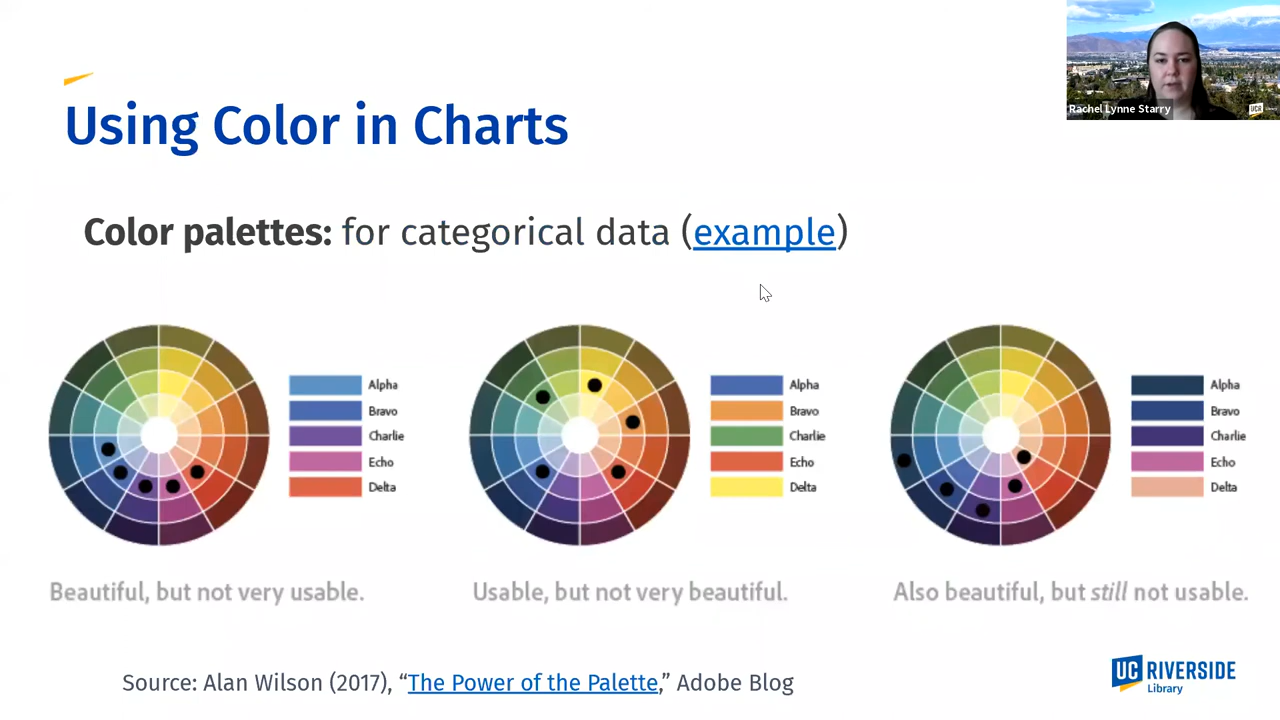 Rachel Lynne Starry
UCR
Using Color in Charts
Color palettes: for categorical data (example)
Alpha
Bravo
Charlie
Echo
Delta
Alpha
Bravo
Charlie
Echo
Delta
Alpha
Bravo
Charlie
Echo
Delta
Beautiful, but not very usable.
Usable, but not very beautiful.
Also beautiful, but still not usable.
Source: Alan Wilson (2017), “The Power of the Palette,” Adobe Blog
UC RIVERSIDE
Library